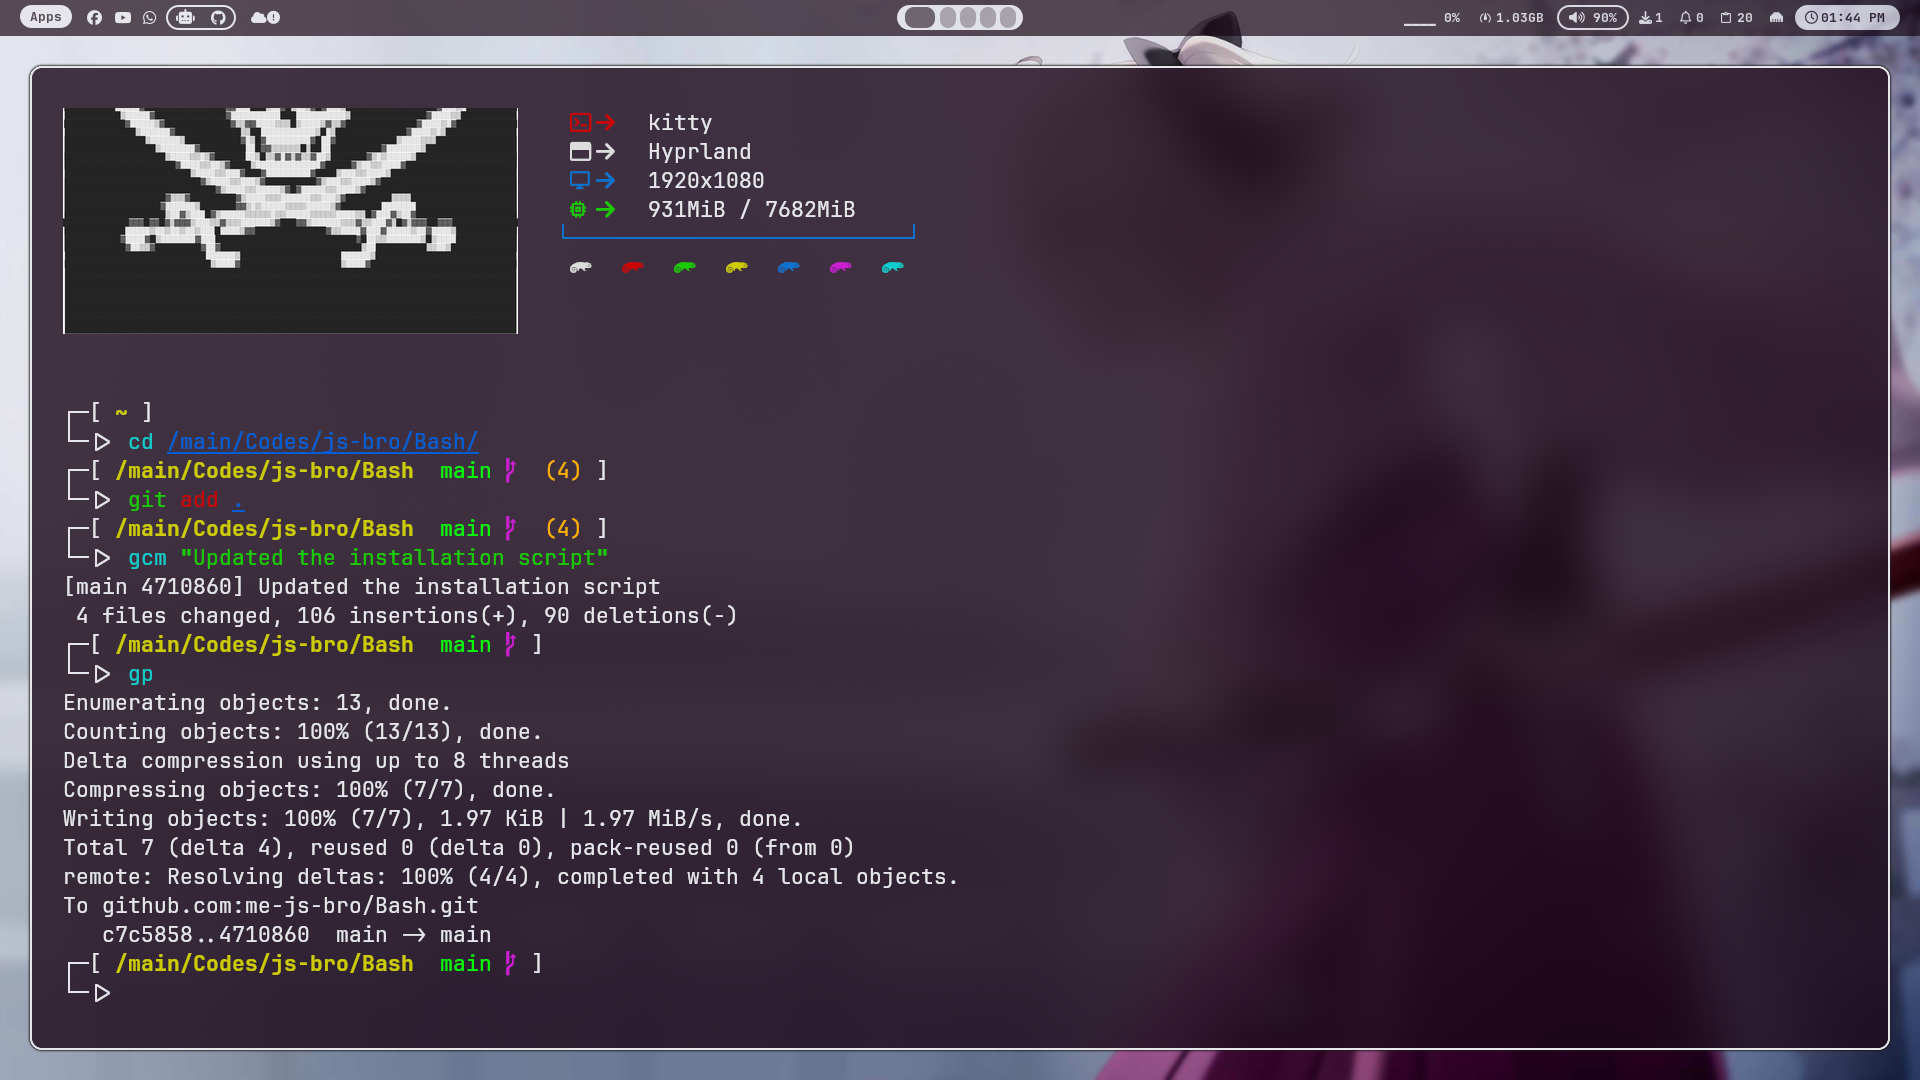 Apps
0%
1.03GB
90%
1
0
20
01:44 PM
kitty
Hyprland
1920x1080
931MiB / 7682MiB
[ ~ ]
cd /main/Codes/js-bro/Bash/
[ /main/Codes/js-bro/Bash  main  (4) ]
git add .
[ /main/Codes/js-bro/Bash  main  (4) ]
gcm "Updated the installation script"
[main 4710860] Updated the installation script
4 files changed, 106 insertions(+), 90 deletions(-)
[ /main/Codes/js-bro/Bash  main ]
gp
Enumerating objects: 13, done.
Counting objects: 100% (13/13), done.
Delta compression using up to 8 threads
Compressing objects: 100% (7/7), done.
Writing objects: 100% (7/7), 1.97 KiB | 1.97 MiB/s, done.
Total 7 (delta 4), reused 0 (delta 0), pack-reused 0 (from 0)
remote: Resolving deltas: 100% (4/4), completed with 4 local objects.
To github.com:me-js-bro/Bash.git
c7c5858..4710860  main -> main
[ /main/Codes/js-bro/Bash  main ]